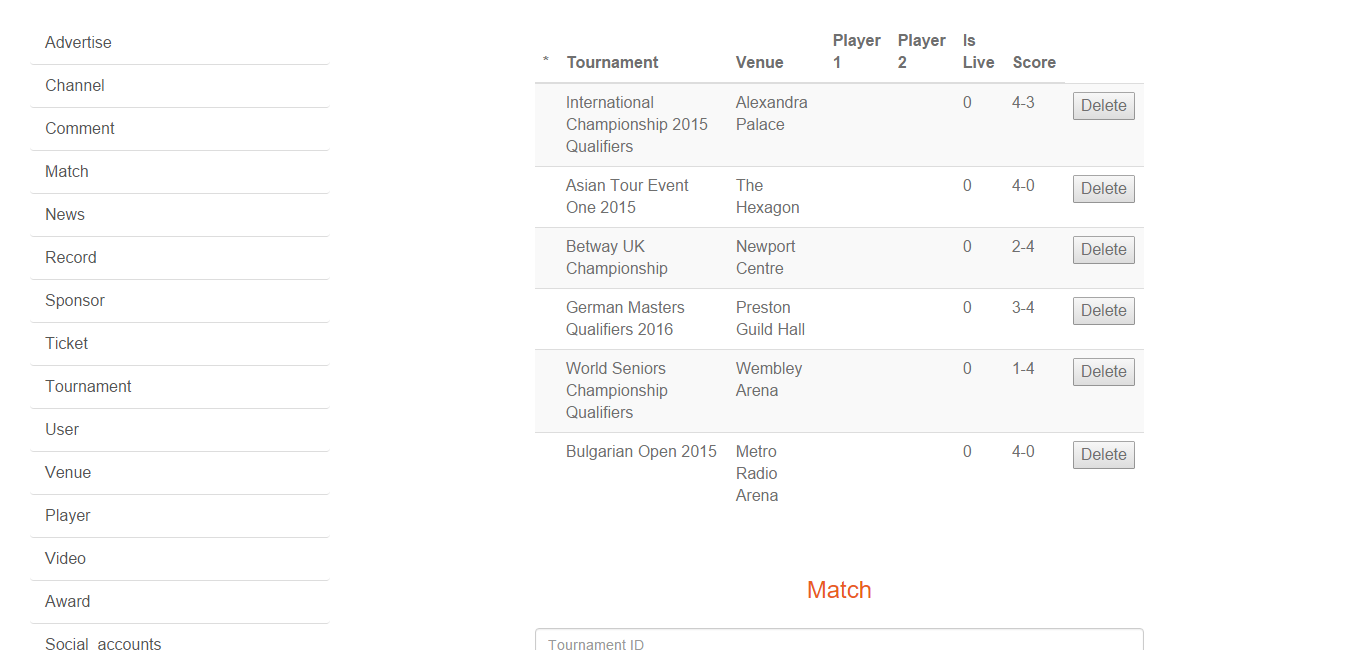 Advertise
Channel
Comment
Match
News
Record
Sponsor
Ticket
Tournament
User
Venue
Player
Video
Award
Social_accounts
* Tournament Venue Player 1 Player 2 Is Live Score
International Championship 2015 Qualifiers Alexandra Palace 0 4-3 Delete
Asian Tour Event One 2015 The Hexagon 0 4-0 Delete
Betway UK Championship Newport Centre 0 2-4 Delete
German Masters Qualifiers 2016 Preston Guild Hall 0 3-4 Delete
World Seniors Championship Qualifiers Wembley Arena 0 1-4 Delete
Bulgarian Open 2015 Metro Radio Arena 0 4-0 Delete
Match
Tournament ID